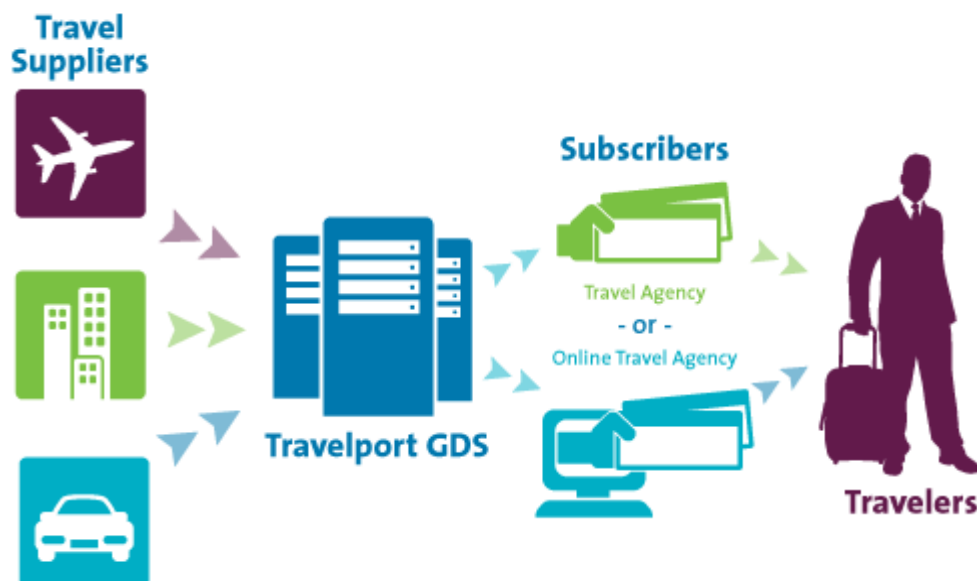 Travel
Suppliers
Subscribers
Travel Agency
- or -
Online Travel Agency
Travelport GDS
Travelers